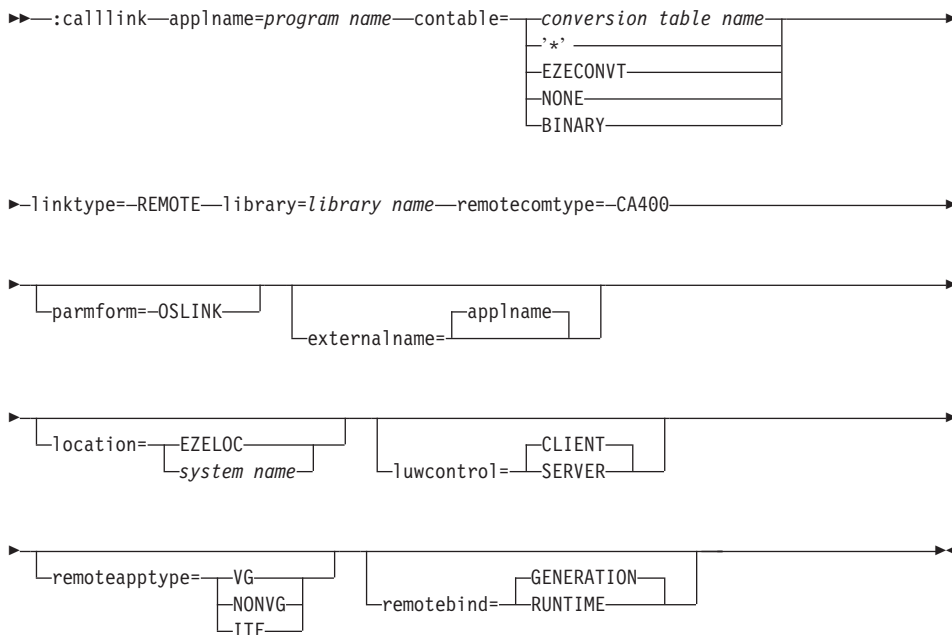 :calllink applname=program name contable= conversion table name
'*'
EZECONVT
NONE
BINARY
linktype= REMOTE library=library name remotecomtype= CA400
parmform= OSLINK
applname
externalname=
location= EZELOC
system name
CLIENT
luwcontrol= SERVER
remoteapptype= VG
NONVG
ITF
GENERATION
remotebind= RUNTIME